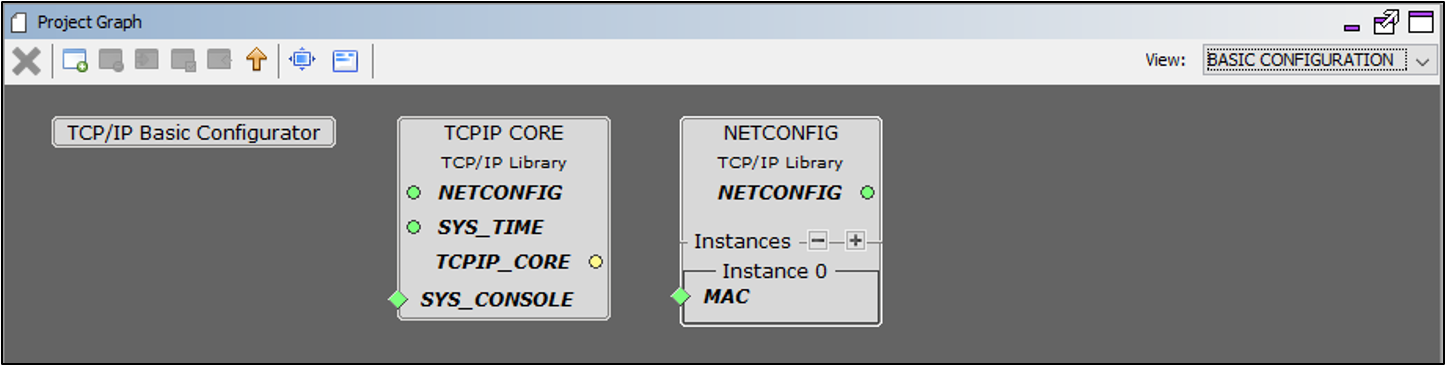 Project Graph
View: BASIC CONFIGURATION
TCP/IP Basic Configurator
TCPIP CORE
TCP/IP Library
NETCONFIG
SYS_TIME
TCPIP_CORE
SYS_CONSOLE
NETCONFIG
TCP/IP Library
NETCONFIG
Instances
Instance 0
MAC